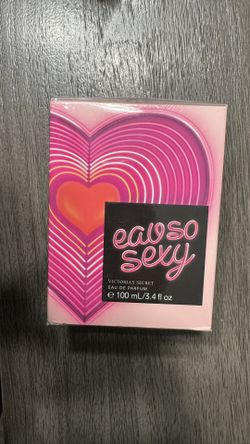 eau so
sexy
VICTORIA'S SECRET
EAU DE PARFUM
℮ 100 mL/3.4 fl oz